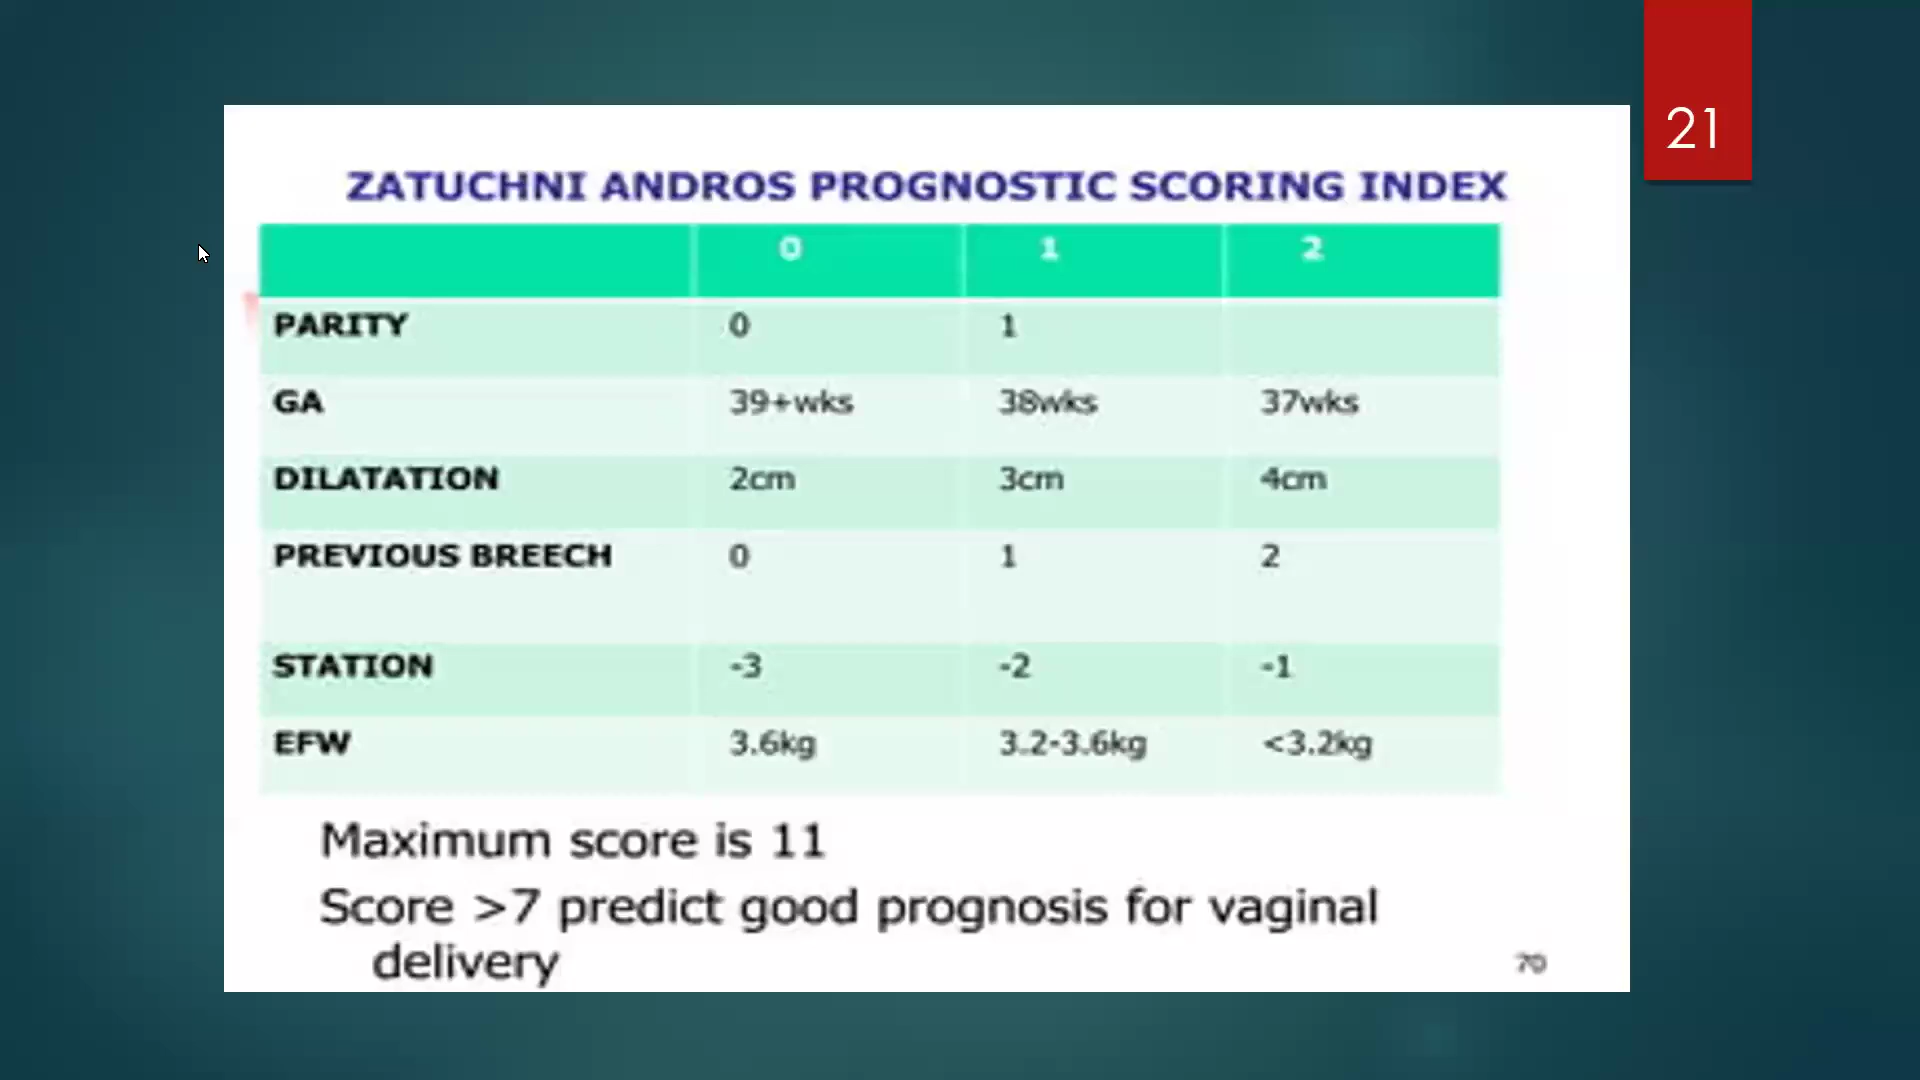 21
ZATUCHNI ANDROS PROGNOSTIC SCORING INDEX
0 1 2
PARITY 0 1
GA 39+wks 38wks 37wks
DILATATION 2cm 3cm 4cm
PREVIOUS BREECH 0 1 2
STATION -3 -2 -1
EFW 3.6kg 3.2-3.6kg <3.2kg
Maximum score is 11
Score >7 predict good prognosis for vaginal
delivery
70